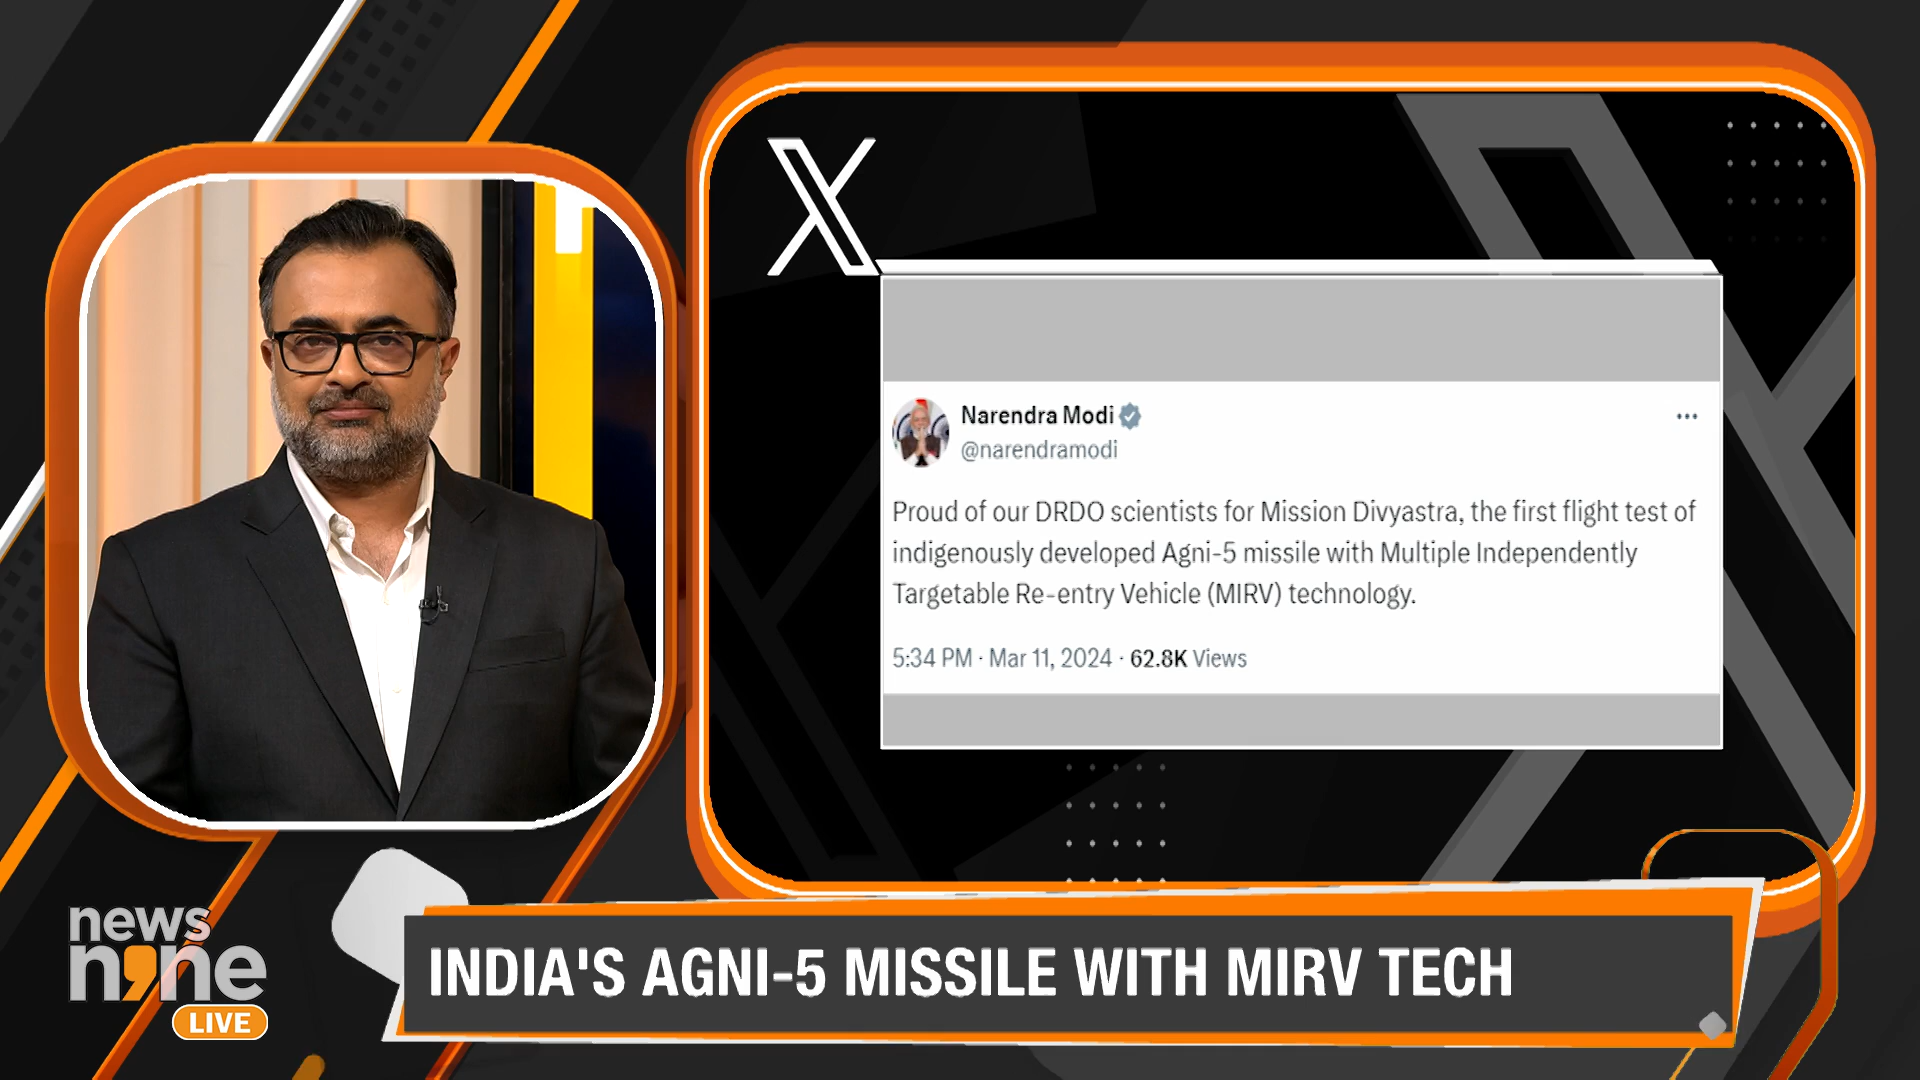 X
Narendra Modi
@narendramodi
Proud of our DRDO scientists for Mission Divyastra, the first flight test of
indigenously developed Agni-5 missile with Multiple Independently
Targetable Re-entry Vehicle (MIRV) technology.
5:34 PM · Mar 11, 2024 · 62.8K Views
news
nine
LIVE
INDIA'S AGNI-5 MISSILE WITH MIRV TECH